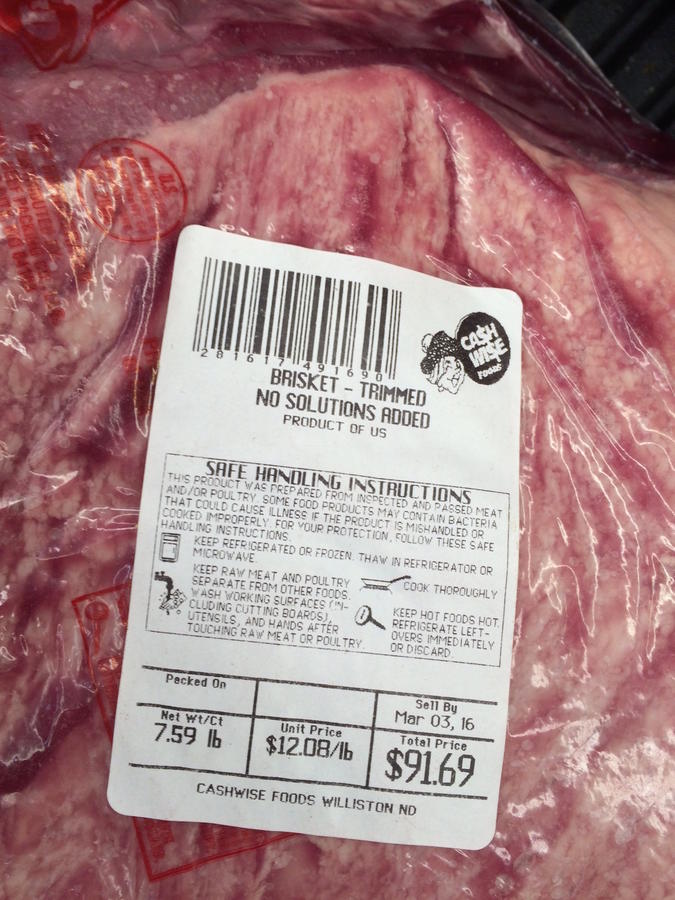 2 81617 49169 0
CASH
WISE
FOODS
BRISKET - TRIMMED
NO SOLUTIONS ADDED
PRODUCT OF US
SAFE HANDLING INSTRUCTIONS
THIS PRODUCT WAS PREPARED FROM INSPECTED AND PASSED MEAT
AND/OR POULTRY. SOME FOOD PRODUCTS MAY CONTAIN BACTERIA
THAT COULD CAUSE ILLNESS IF THE PRODUCT IS MISHANDLED OR
COOKED IMPROPERLY. FOR YOUR PROTECTION, FOLLOW THESE SAFE
HANDLING INSTRUCTIONS.
KEEP REFRIGERATED OR FROZEN. THAW IN REFRIGERATOR OR
MICROWAVE.
KEEP RAW MEAT AND POULTRY
SEPARATE FROM OTHER FOODS.
WASH WORKING SURFACES (IN-
CLUDING CUTTING BOARDS),
UTENSILS, AND HANDS AFTER
TOUCHING RAW MEAT OR POULTRY.
COOK THOROUGHLY
KEEP HOT FOODS HOT.
REFRIGERATE LEFT-
OVERS IMMEDIATELY
OR DISCARD.
Packed On
Sell By
Mar 03, 16
Net Wt/Ct
7.59 lb
Unit Price
$12.08/lb
Total Price
$91.69
CASHWISE FOODS WILLISTON ND